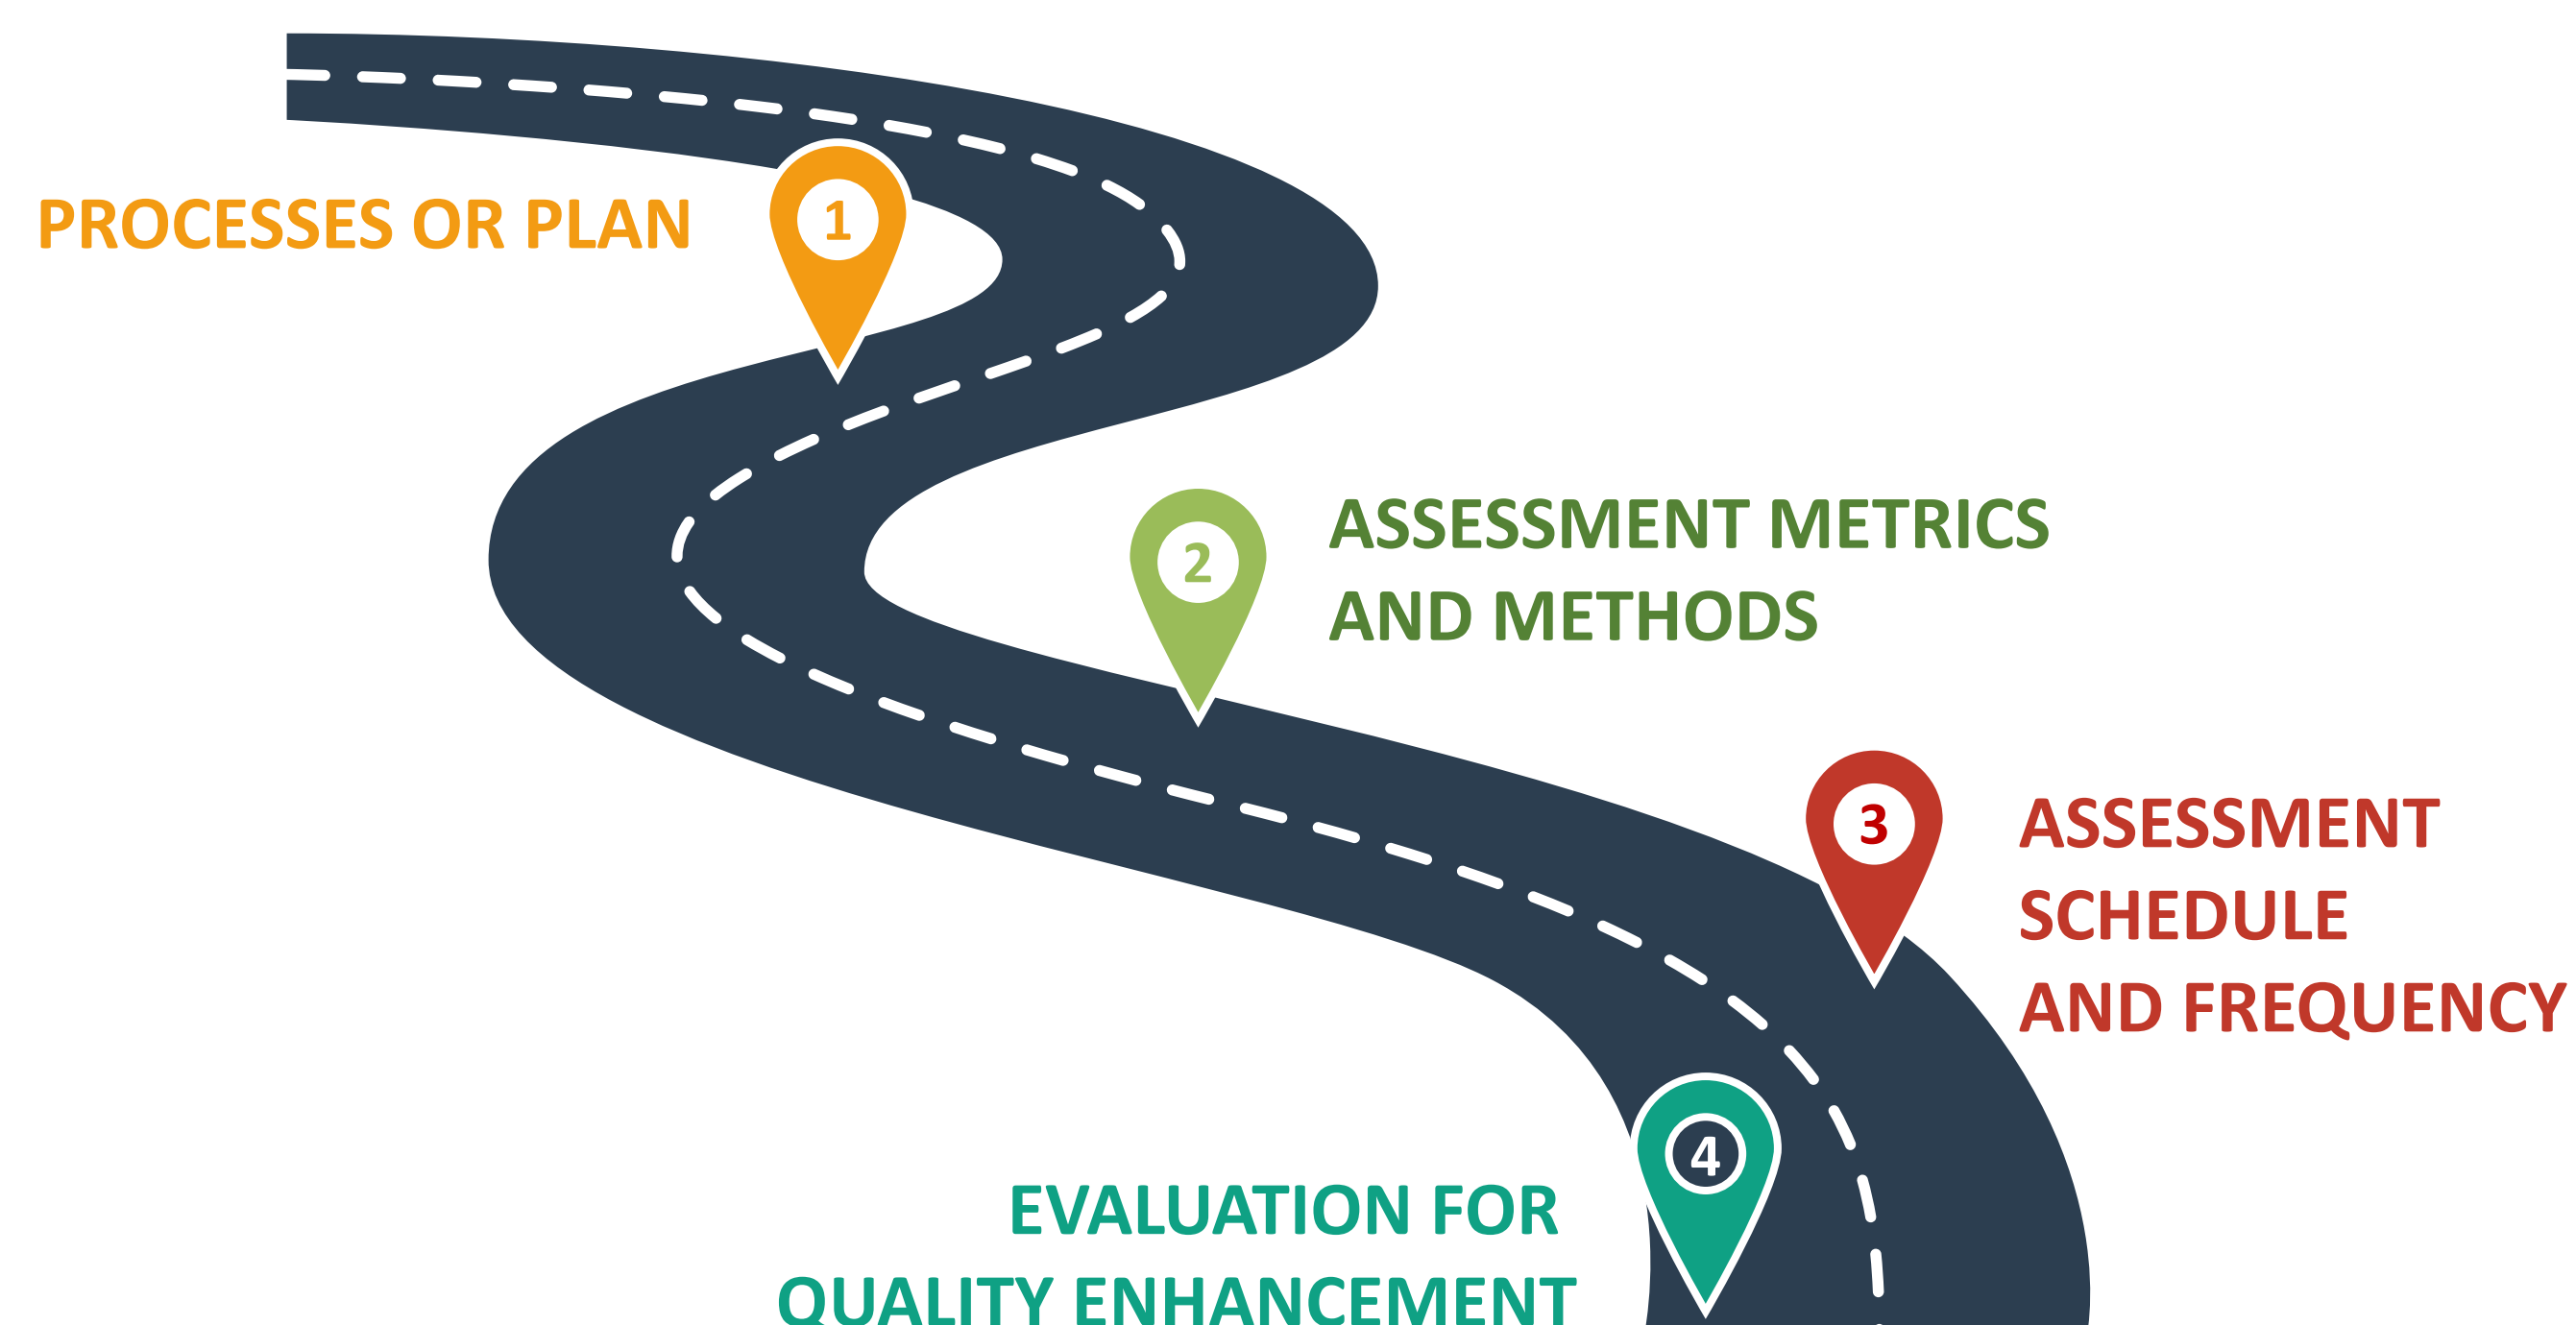 PROCESSES OR PLAN
1
2
ASSESSMENT METRICS
AND METHODS
3
ASSESSMENT
SCHEDULE
AND FREQUENCY
4
EVALUATION FOR
QUALITY ENHANCEMENT